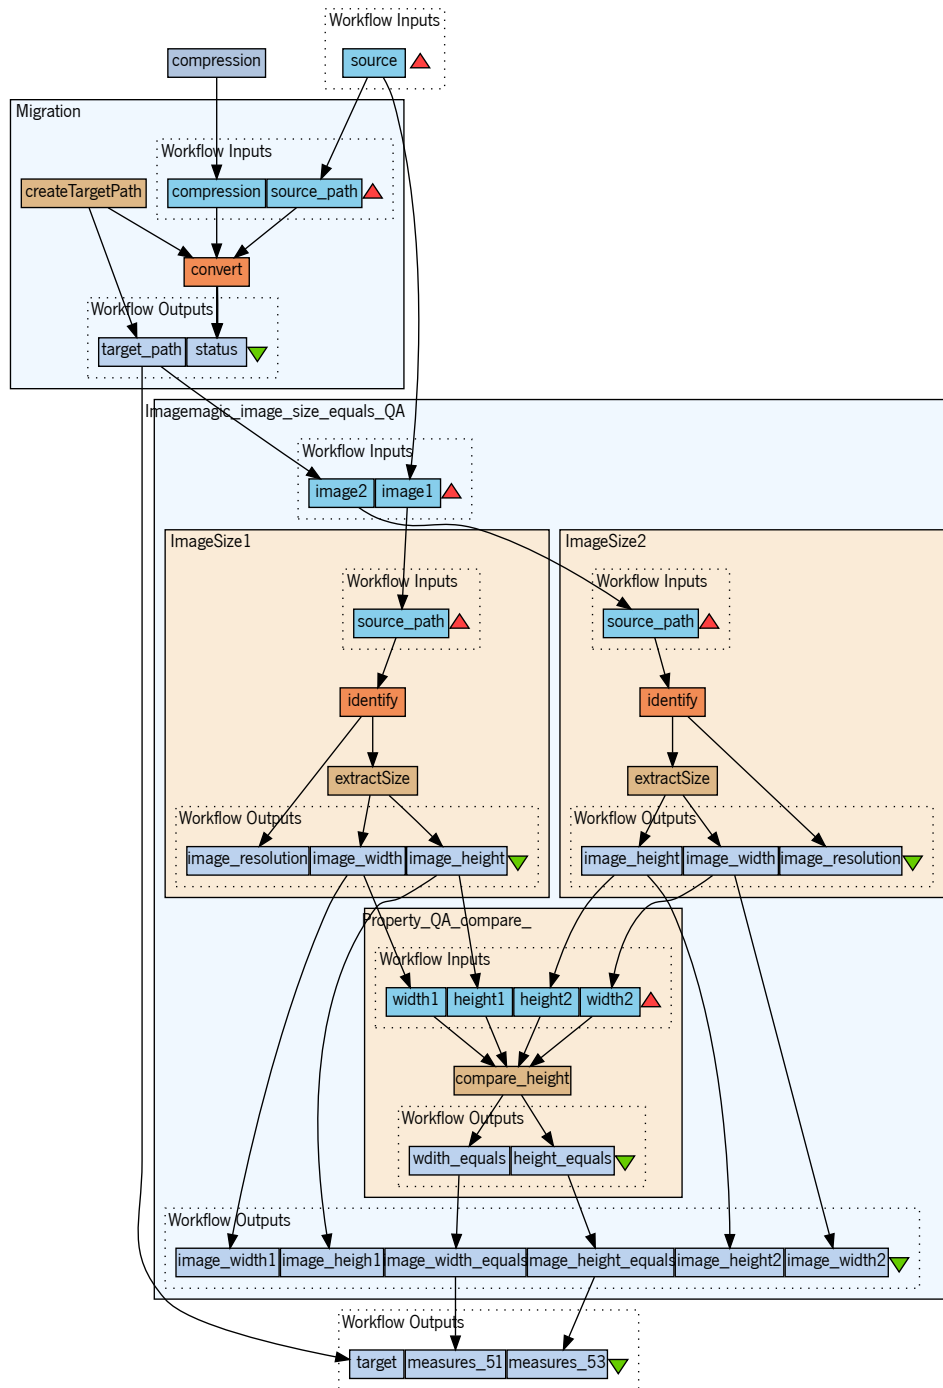 Workflow Inputs
compression
source
Migration
Workflow Inputs
createTargetPath
compression
source_path
convert
Workflow Outputs
target_path
status
Imagemagic_image_size_equals_QA
Workflow Inputs
image2
image1
ImageSize1
ImageSize2
Workflow Inputs
Workflow Inputs
source_path
source_path
identify
identify
extractSize
extractSize
Workflow Outputs
Workflow Outputs
image_resolution
image_width
image_height
image_height
image_width
image_resolution
Property_QA_compare_
Workflow Inputs
width1
height1
height2
width2
compare_height
Workflow Outputs
wdith_equals
height_equals
Workflow Outputs
image_width1
image_heigh1
mage_width_equals
mage_height_equals
image_height2
image_width2
Workflow Outputs
target
measures_51
measures_53